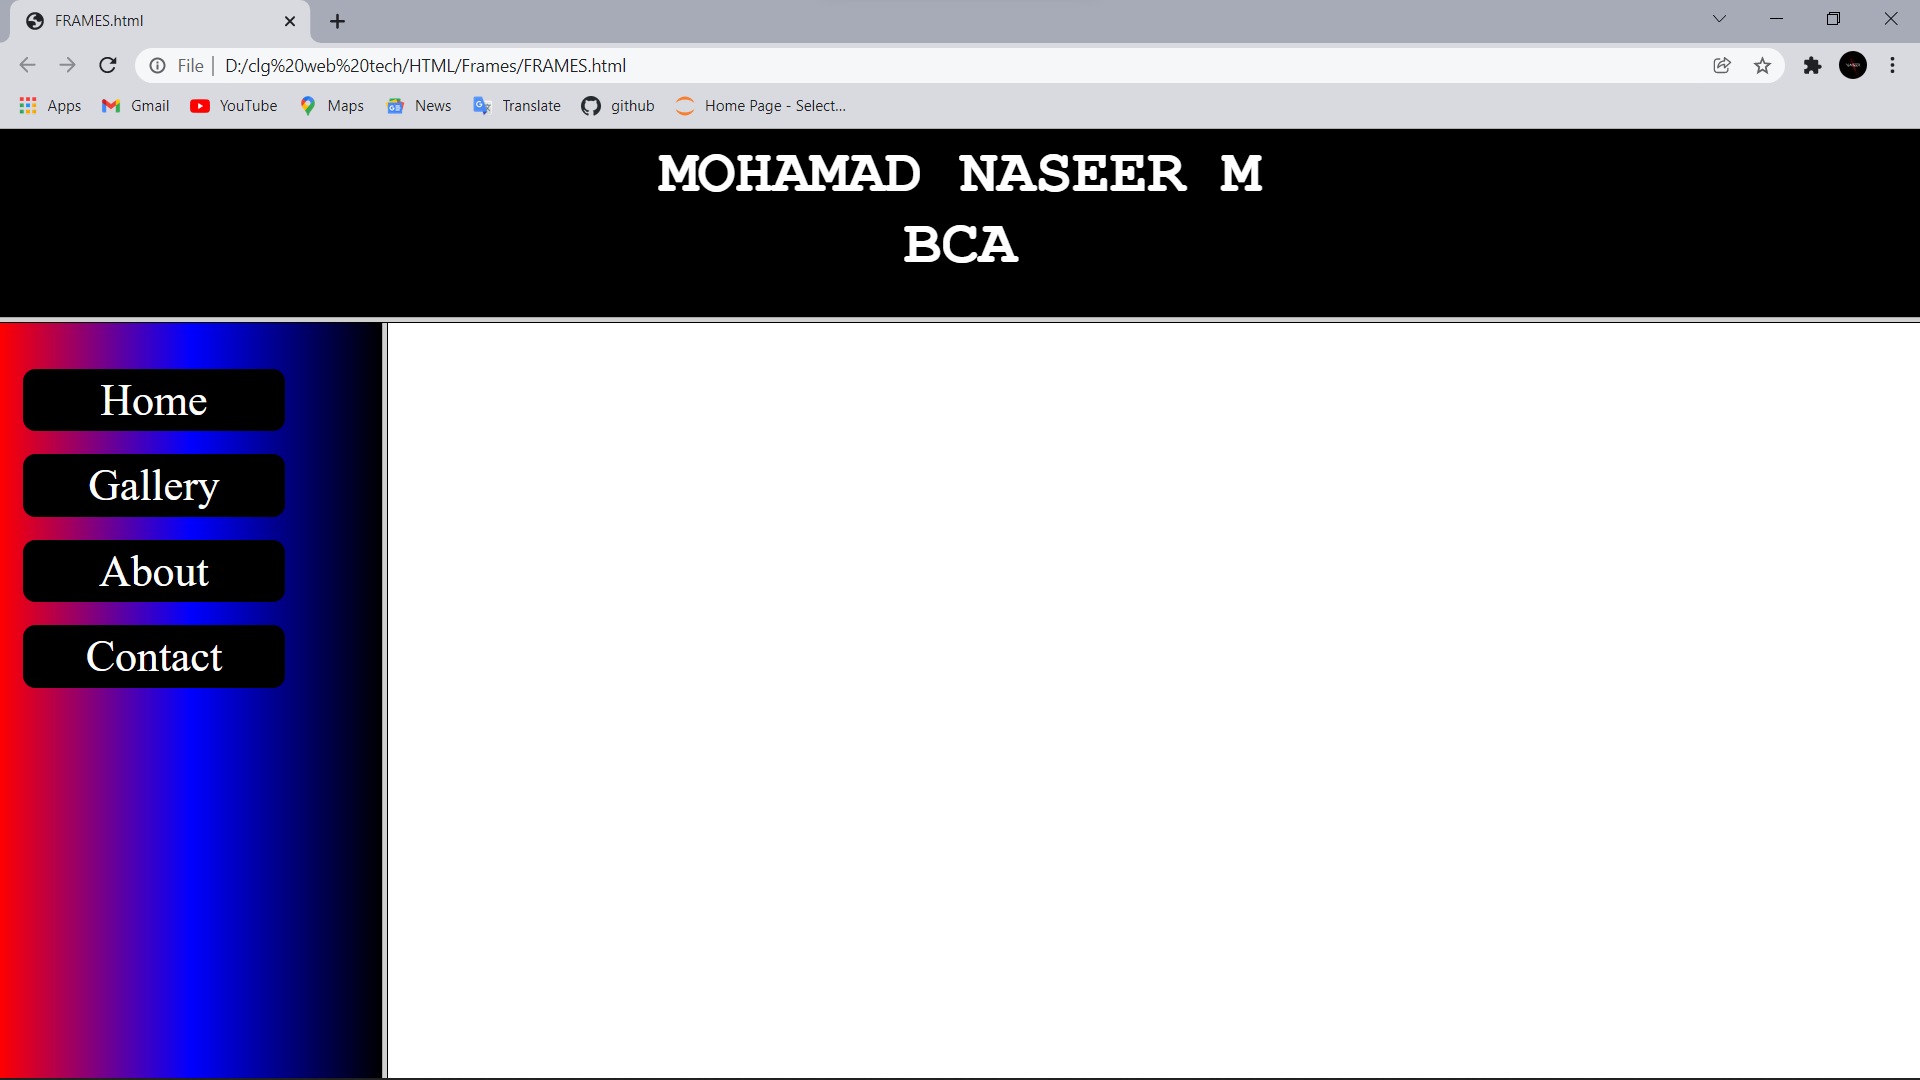 FRAMES.html
File | D:/clg%20web%20tech/HTML/Frames/FRAMES.html
Apps Gmail YouTube Maps News Translate github Home Page - Select...
MOHAMAD NASEER M
BCA
Home
Gallery
About
Contact